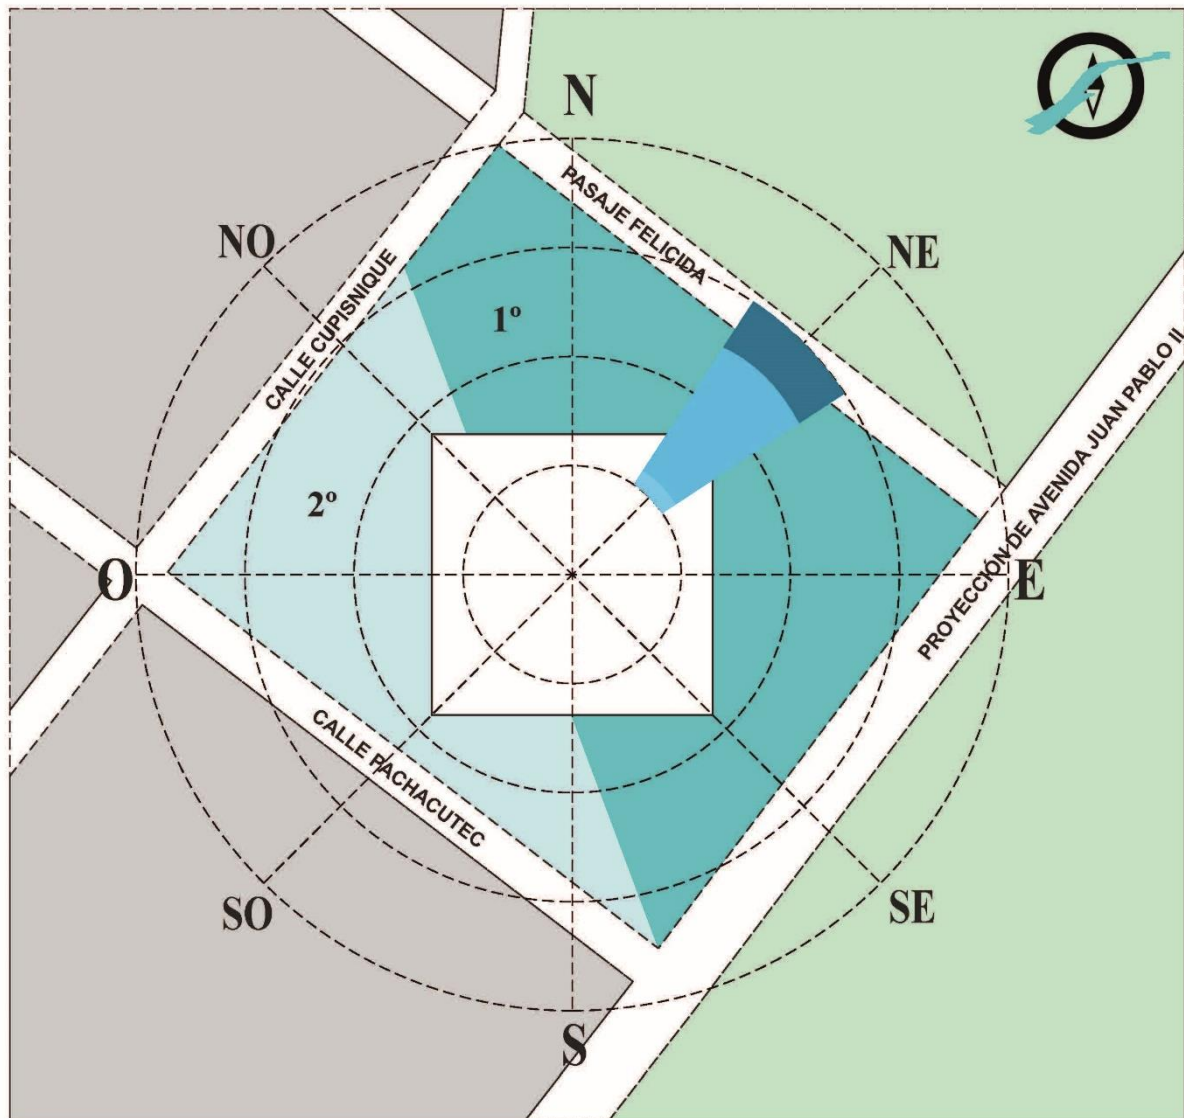 N
NO
NE
PASAJE FELICIDA
CALLE CUPISNIQUE
1º
2º
O
E
PROYECCIÓN DE AVENIDA JUAN PABLO II
CALLE PACHACUTEC
SO
SE
S